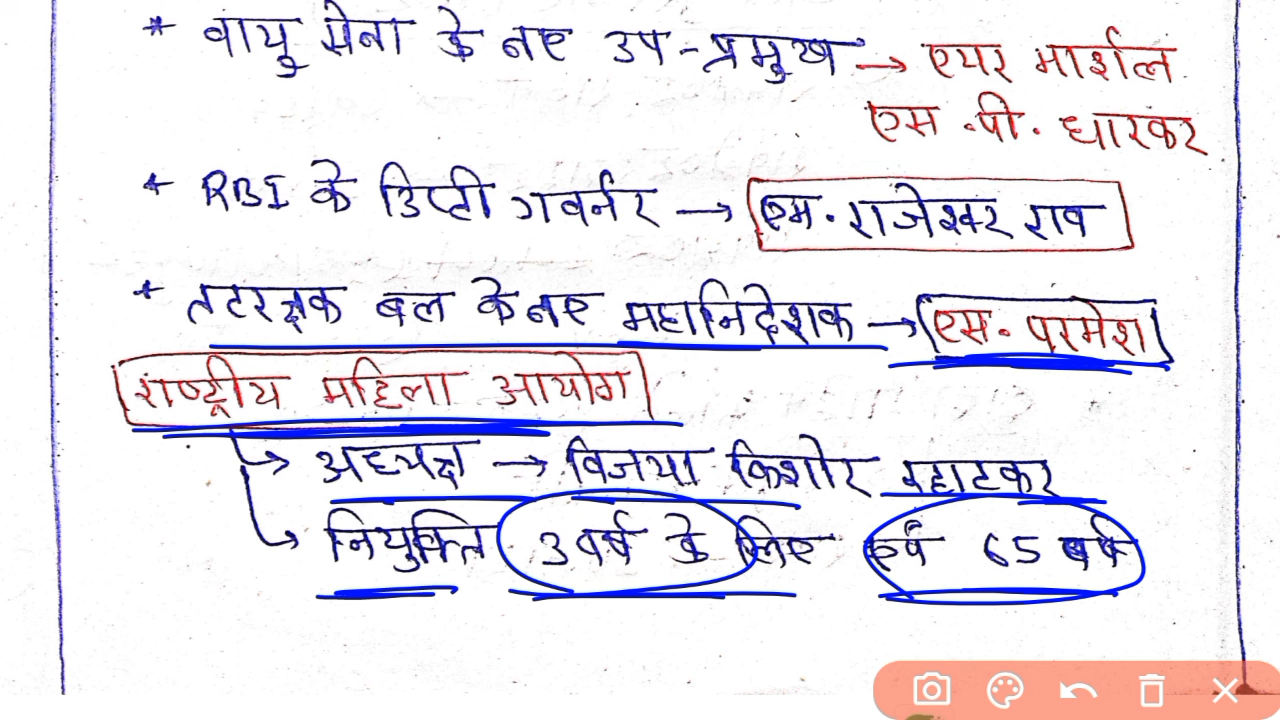 * वायु सेना के नए उप-प्रमुख → एयर मार्शल
एस.पी. धारकर
* RBI के डिप्टी गवर्नर → एम. राजेश्वर राव
* तटरक्षक बल के नए महानिदेशक → एस. परमेश
राष्ट्रीय महिला आयोग
↳ अध्यक्ष → विजया किशोर रहाटकर
↳ नियुक्ति 3 वर्ष के लिए एवं 65 वर्ष